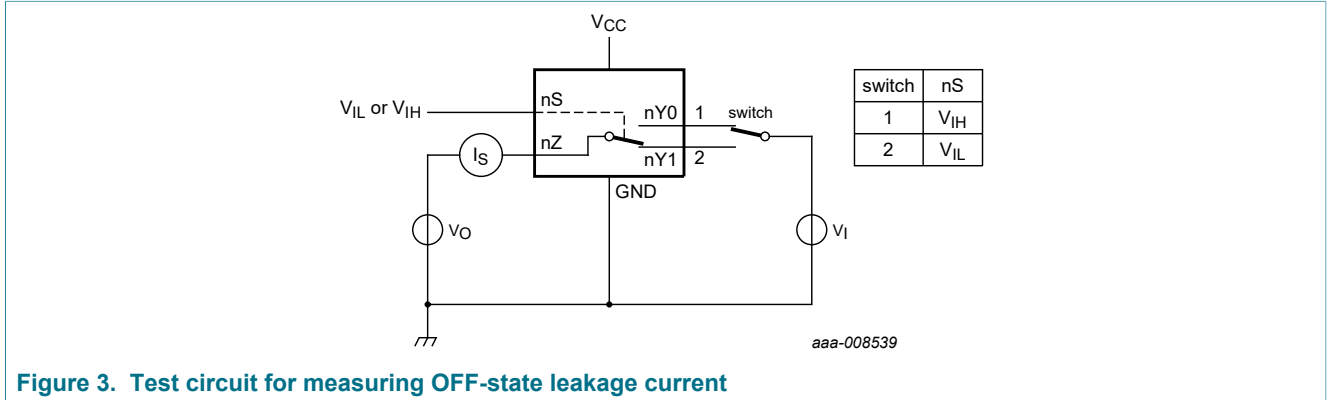 VCC
VIL or VIH
nS
nZ
nY0
nY1
1
2
switch
IS
GND
VO
VI
switch nS
1 VIH
2 VIL
aaa-008539
Figure 3. Test circuit for measuring OFF-state leakage current